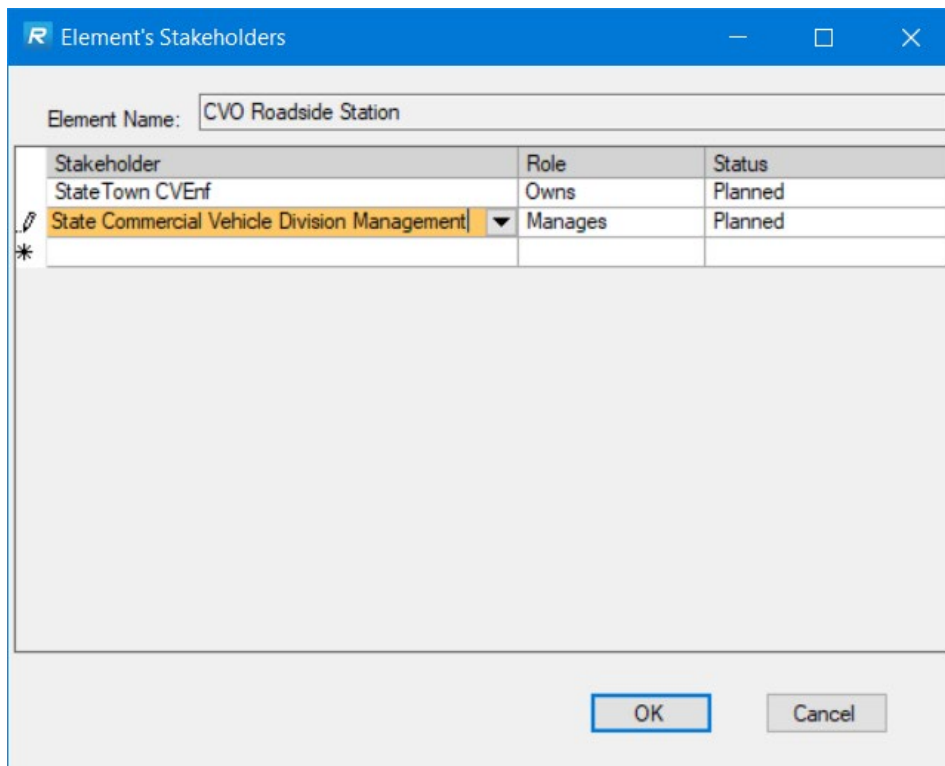 R Element's Stakeholders
Element Name: CVO Roadside Station
Stakeholder Role Status
StateTown CVEnf Owns Planned
State Commercial Vehicle Division Management Manages Planned
OK Cancel